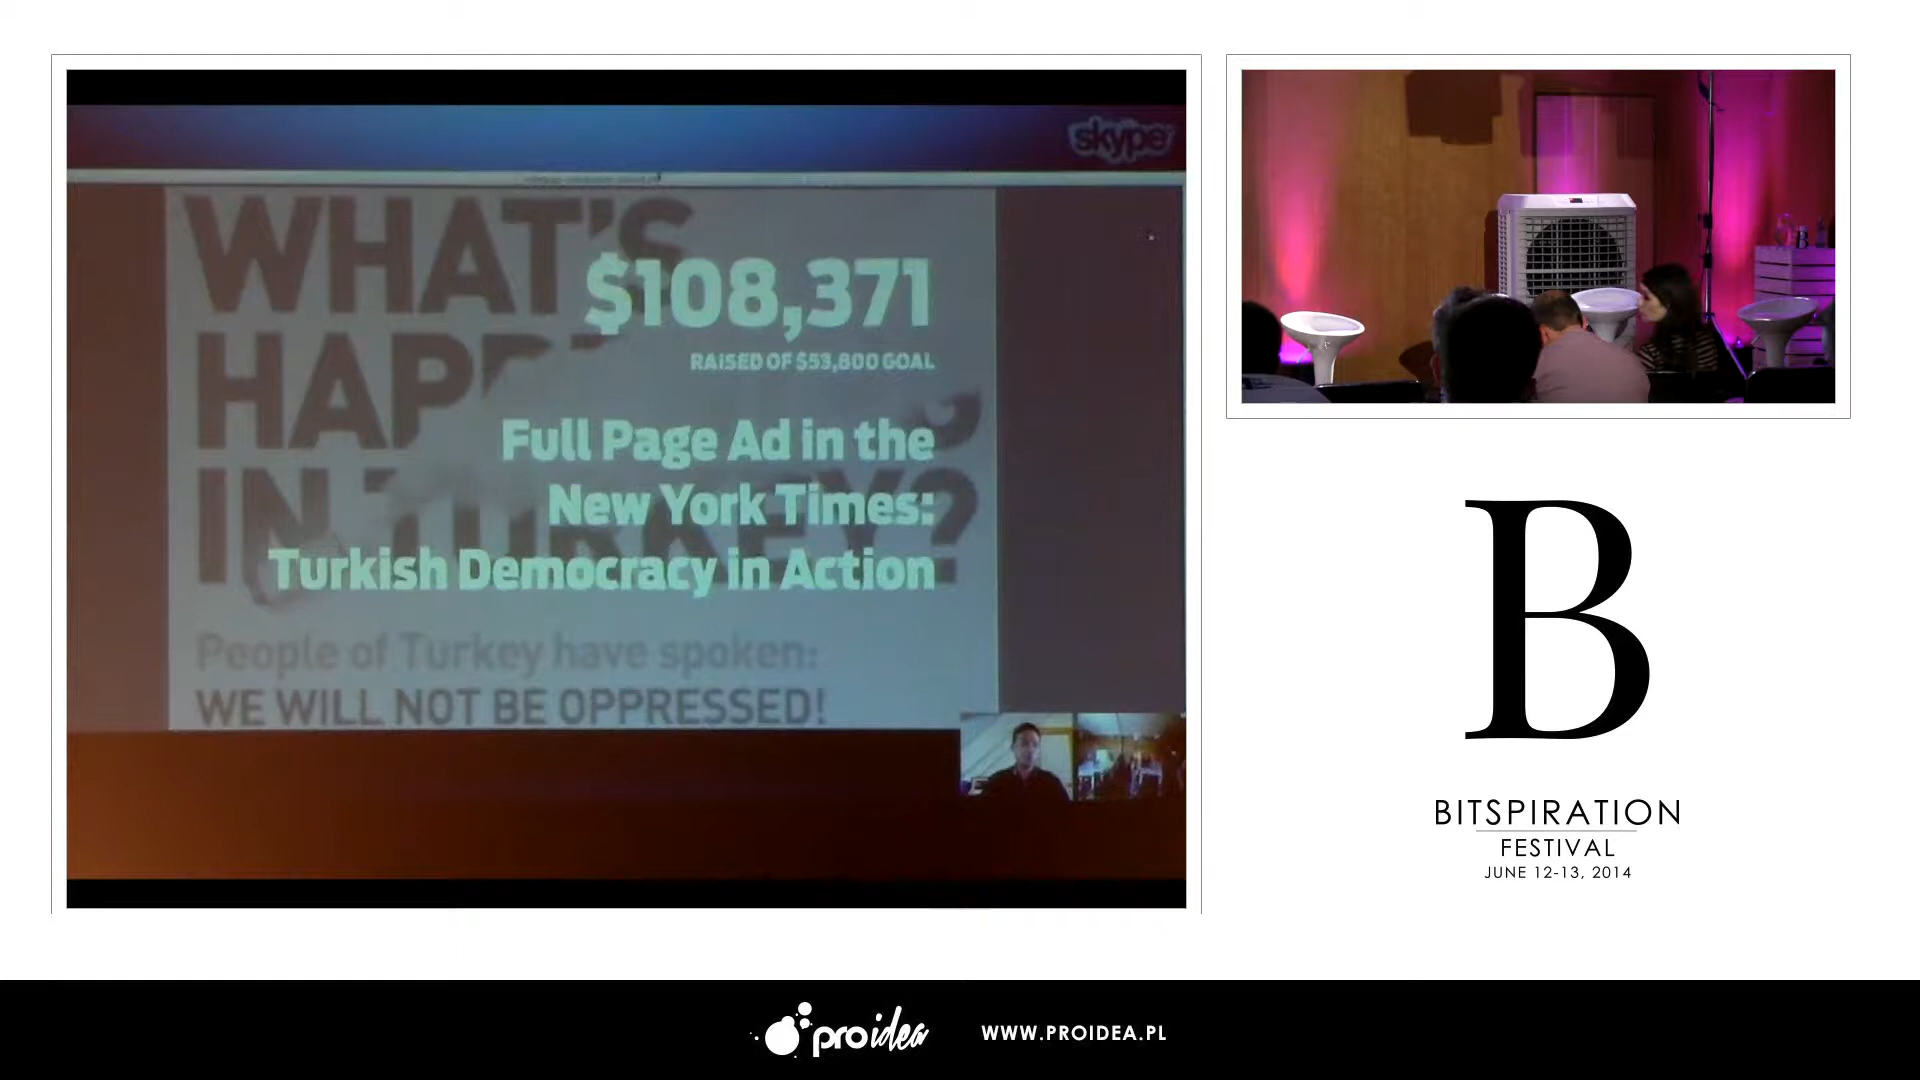 skype
WHAT'S
$108,371
RAISED OF $53,800 GOAL
Full Page Ad in the
New York Times:
IN TURKEY?
Turkish Democracy in Action
People of Turkey have spoken:
WE WILL NOT BE OPPRESSED!
B
B
BITSPIRATION
FESTIVAL
JUNE 12-13, 2014
proidea
WWW.PROIDEA.PL